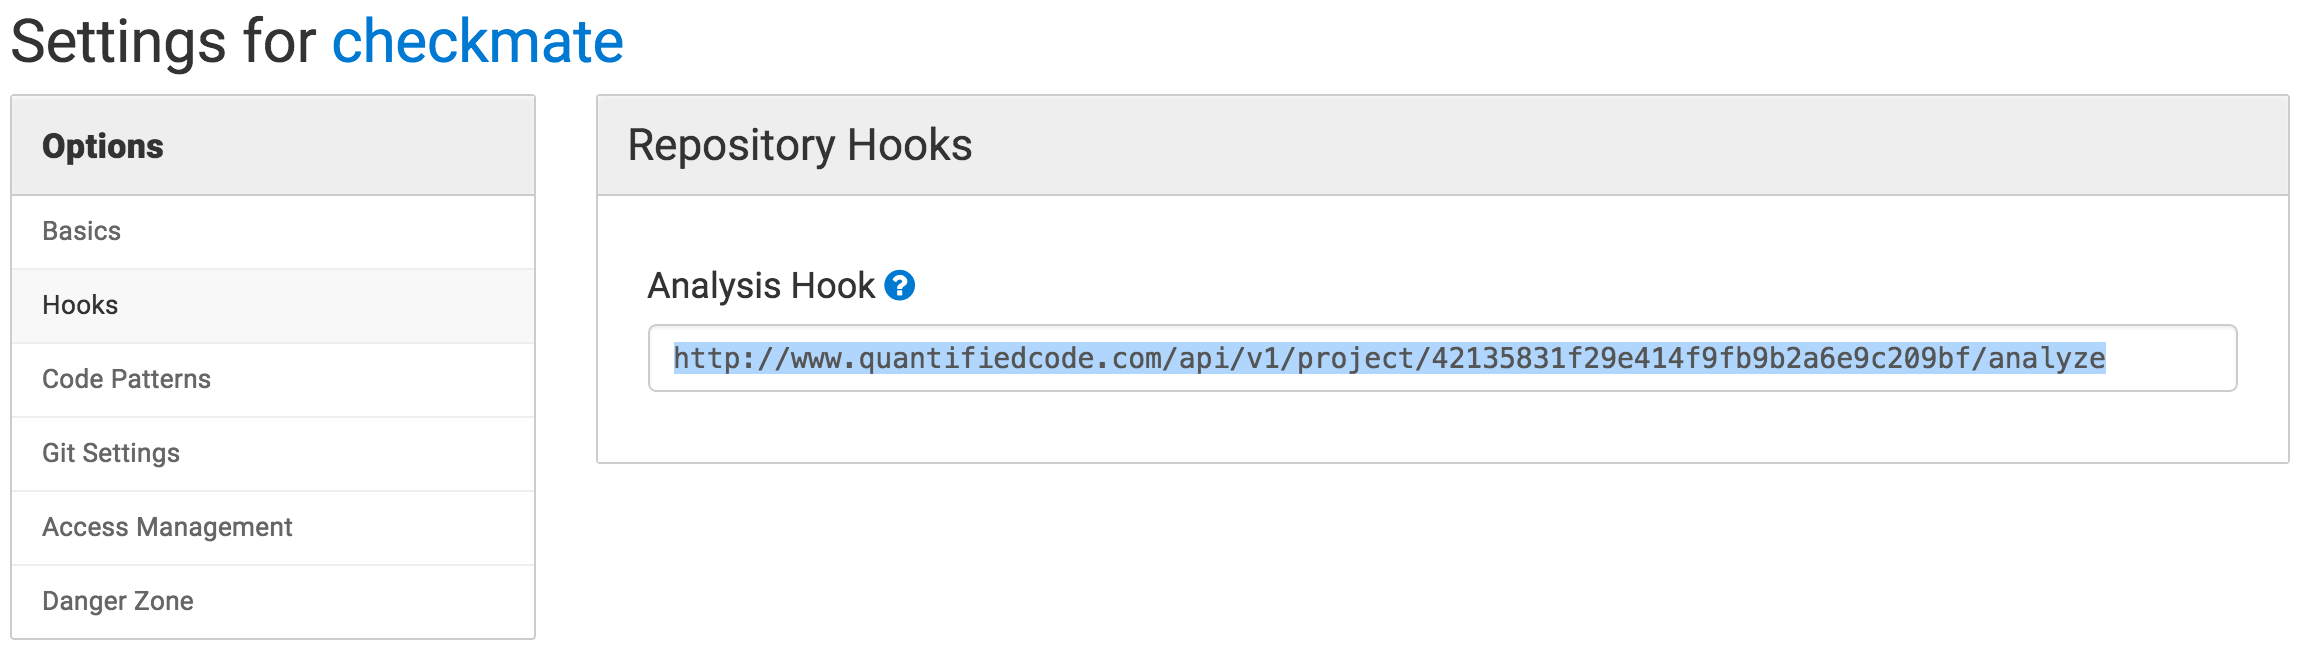 Settings for checkmate
Options
Basics
Hooks
Code Patterns
Git Settings
Access Management
Danger Zone
Repository Hooks
Analysis Hook ?
http://www.quantifiedcode.com/api/v1/project/42135831f29e414f9fb9b2a6e9c209bf/analyze